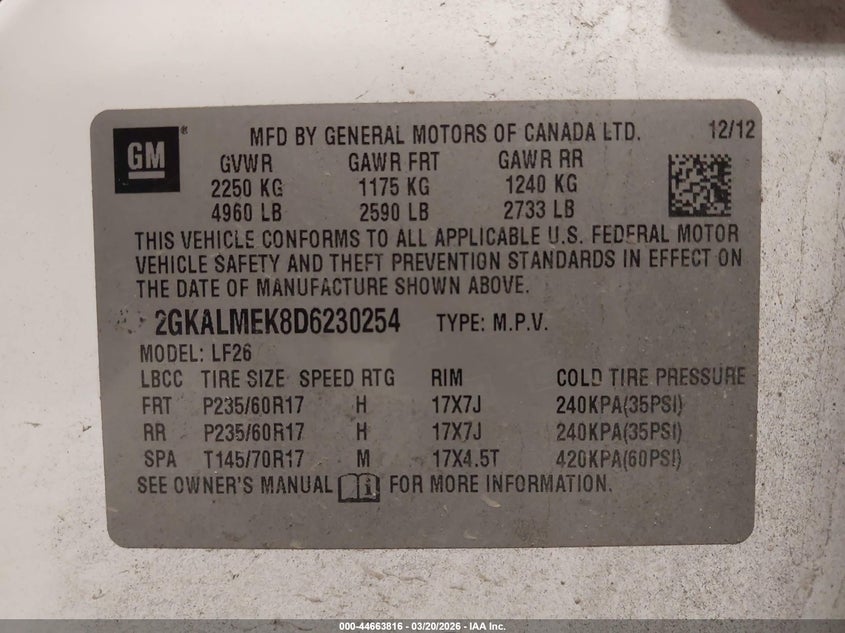 GM ® MFD BY GENERAL MOTORS OF CANADA LTD. 12/12
GVWR GAWR FRT GAWR RR
2250 KG 1175 KG 1240 KG
4960 LB 2590 LB 2733 LB
THIS VEHICLE CONFORMS TO ALL APPLICABLE U.S. FEDERAL MOTOR
VEHICLE SAFETY AND THEFT PREVENTION STANDARDS IN EFFECT ON
THE DATE OF MANUFACTURE SHOWN ABOVE.
2GKALMEK8D6230254 TYPE: M.P.V.
MODEL: LF26
LBCC TIRE SIZE SPEED RTG RIM COLD TIRE PRESSURE
FRT P235/60R17 H 17X7J 240KPA(35PSI)
RR P235/60R17 H 17X7J 240KPA(35PSI)
SPA T145/70R17 M 17X4.5T 420KPA(60PSI)
SEE OWNER'S MANUAL i FOR MORE INFORMATION.
000-44663816 - 03/20/2026 - IAA Inc.